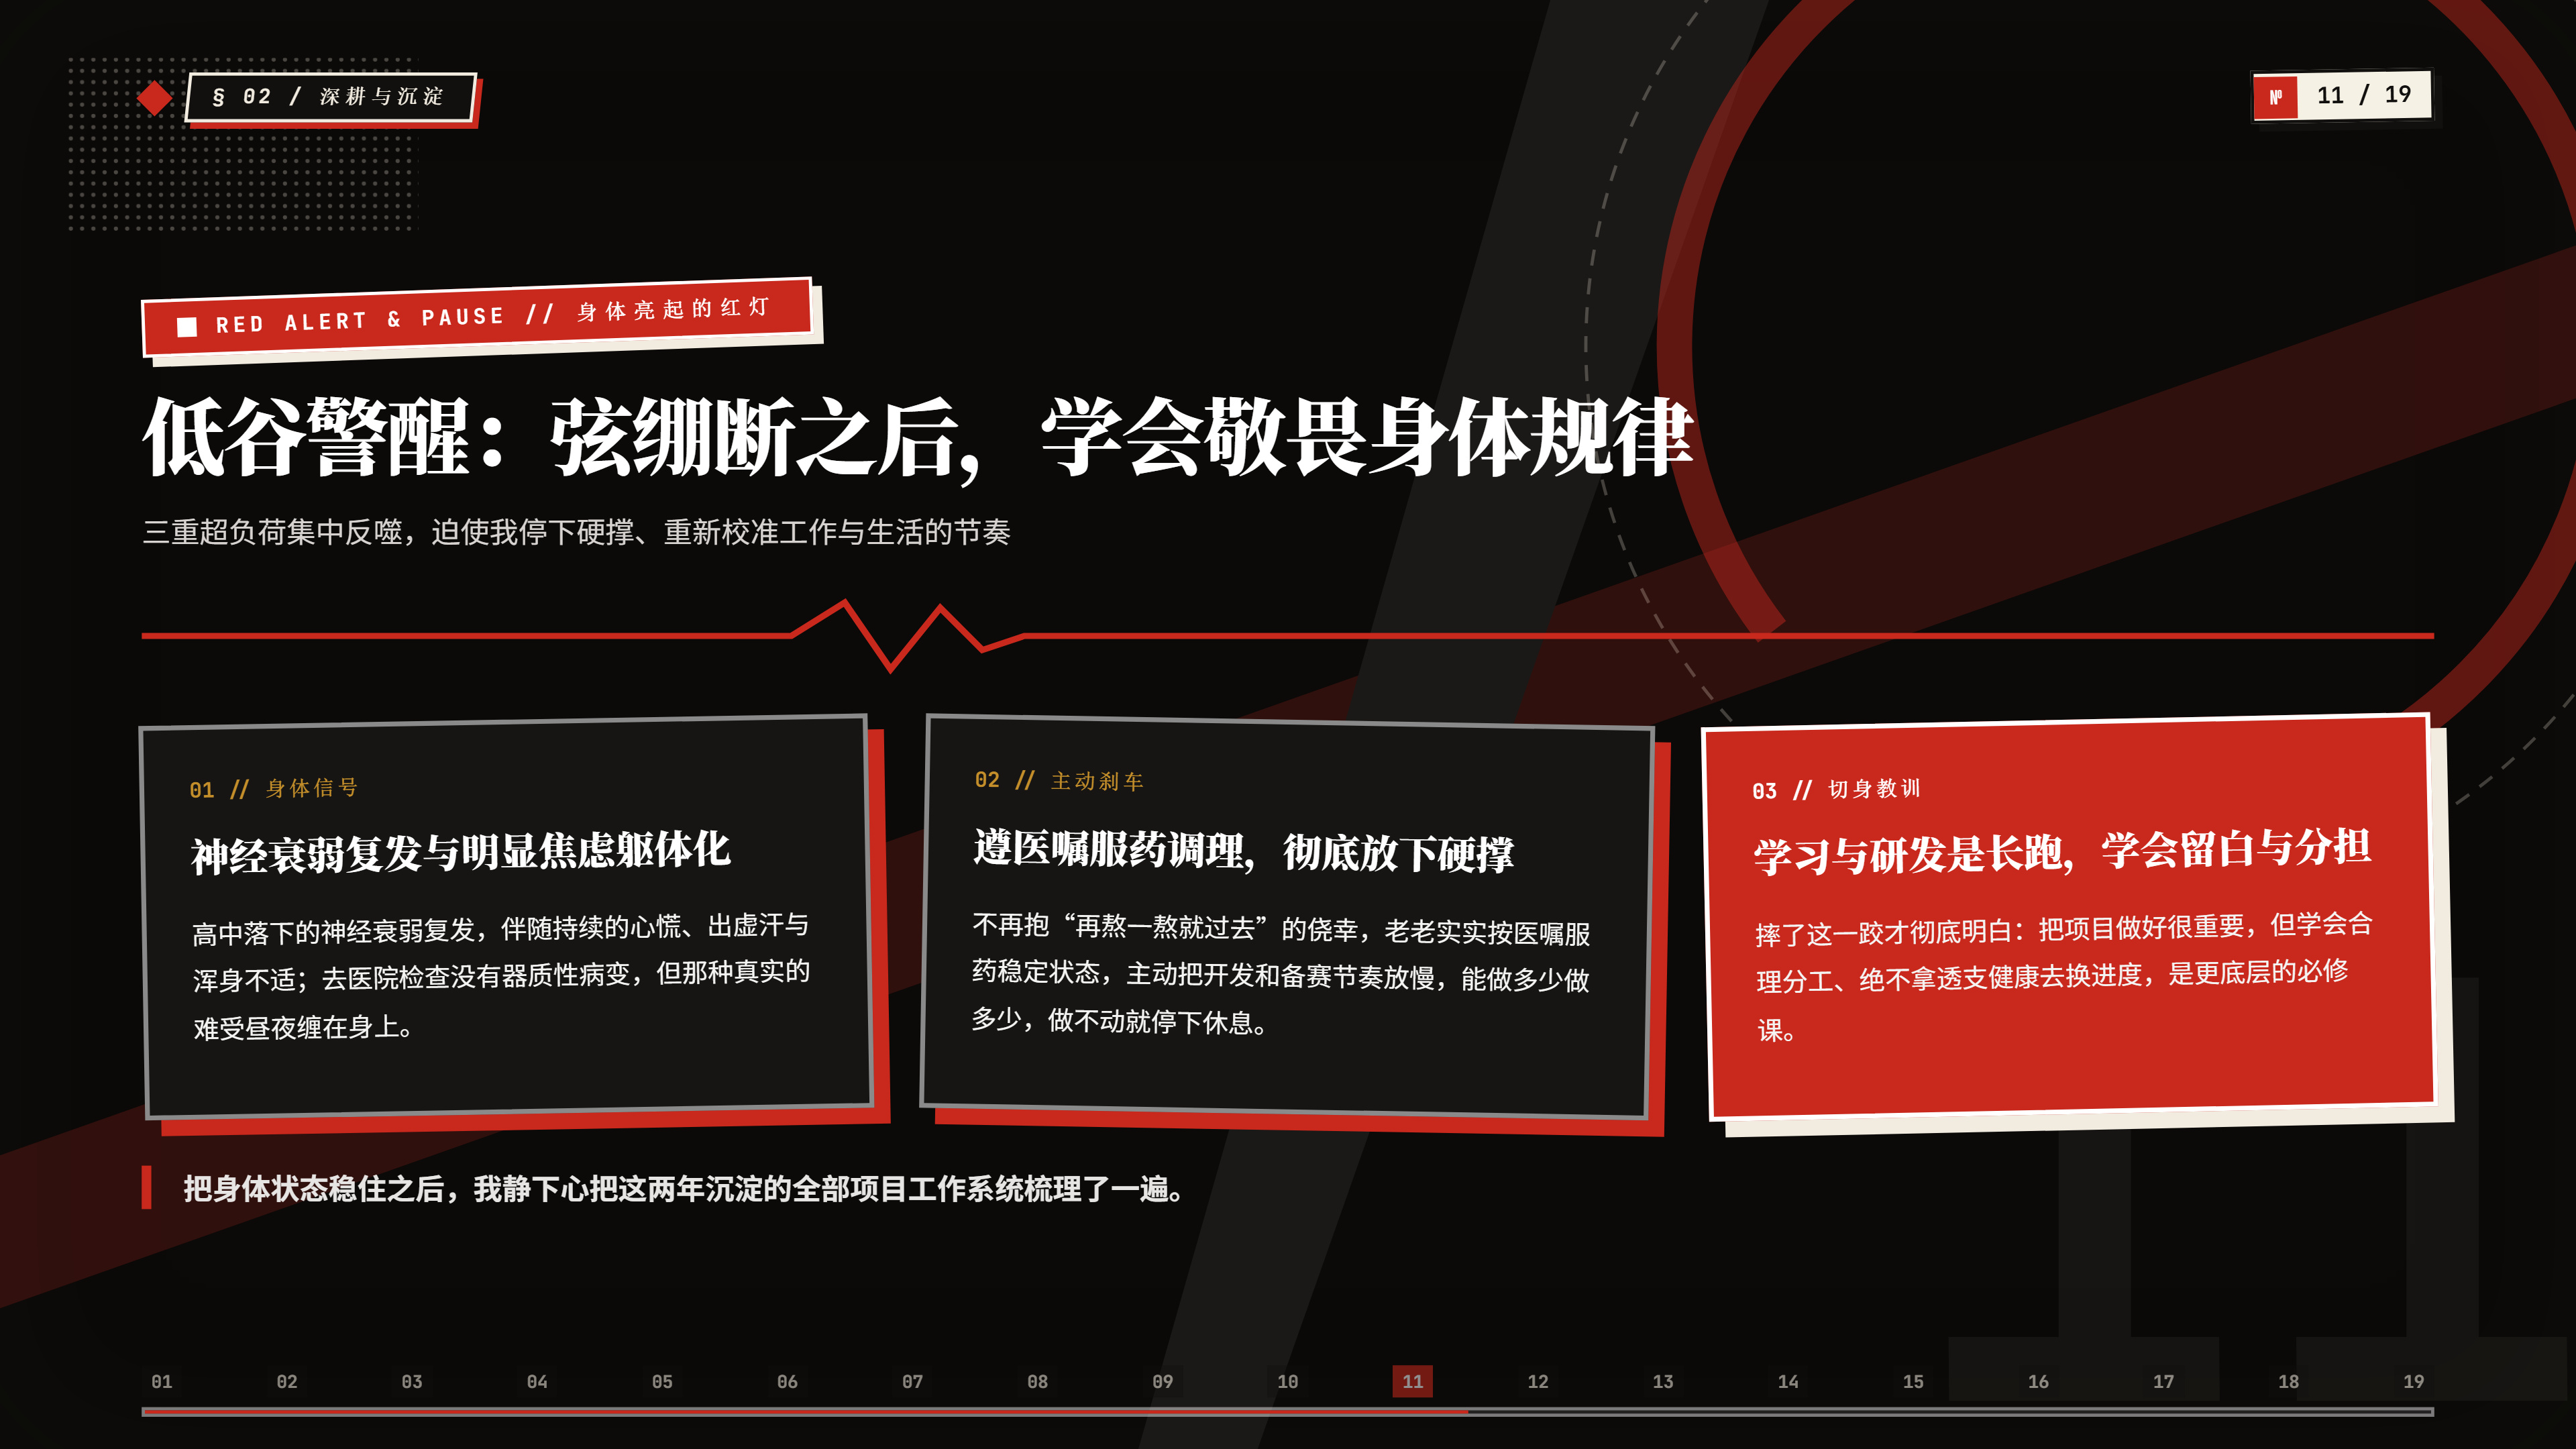 § 02 / 深耕与沉淀
№ 11 / 19
RED ALERT & PAUSE // 身体亮起的红灯
低谷警醒：弦绷断之后，学会敬畏身体规律
三重超负荷集中反噬，迫使我停下硬撑、重新校准工作与生活的节奏
01 // 身体信号
神经衰弱复发与明显焦虑躯体化
高中落下的神经衰弱复发，伴随持续的心慌、出虚汗与
浑身不适；去医院检查没有器质性病变，但那种真实的
难受昼夜缠在身上。
02 // 主动刹车
遵医嘱服药调理，彻底放下硬撑
不再抱“再熬一熬就过去”的侥幸，老老实实按医嘱服
药稳定状态，主动把开发和备赛节奏放慢，能做多少做
多少，做不动就停下休息。
03 // 切身教训
学习与研发是长跑，学会留白与分担
摔了这一跤才彻底明白：把项目做好很重要，但学会合
理分工、绝不拿透支健康去换进度，是更底层的必修
课。
把身体状态稳住之后，我静下心把这两年沉淀的全部项目工作系统梳理了一遍。
01 02 03 04 05 06 07 08 09 10 11 12 13 14 15 16 17 18 19